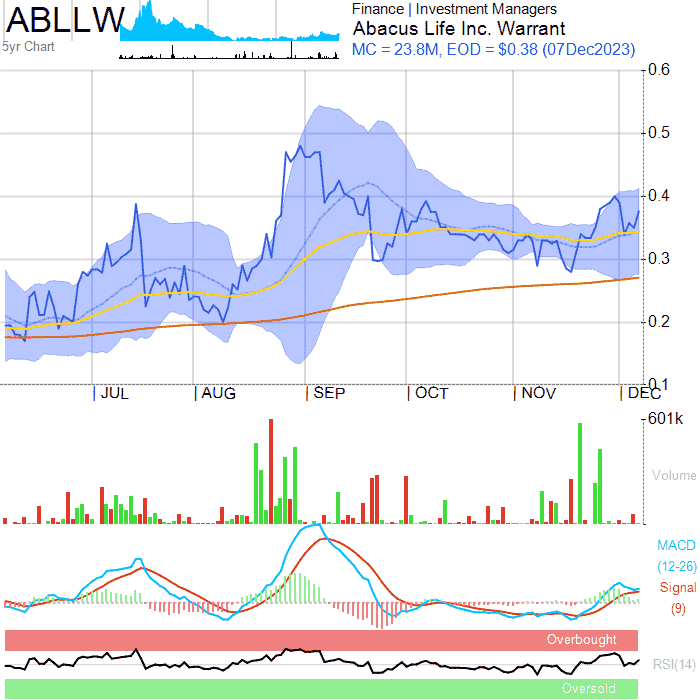 ABLLW
5yr Chart
Finance | Investment Managers
Abacus Life Inc. Warrant
MC = 23.8M, EOD = $0.38 (07Dec2023)
0.6
0.5
0.4
0.3
0.2
0.1
JUL AUG SEP OCT NOV DEC
601k
Volume
MACD
(12-26)
Signal
(9)
Overbought
RSI(14)
Oversold